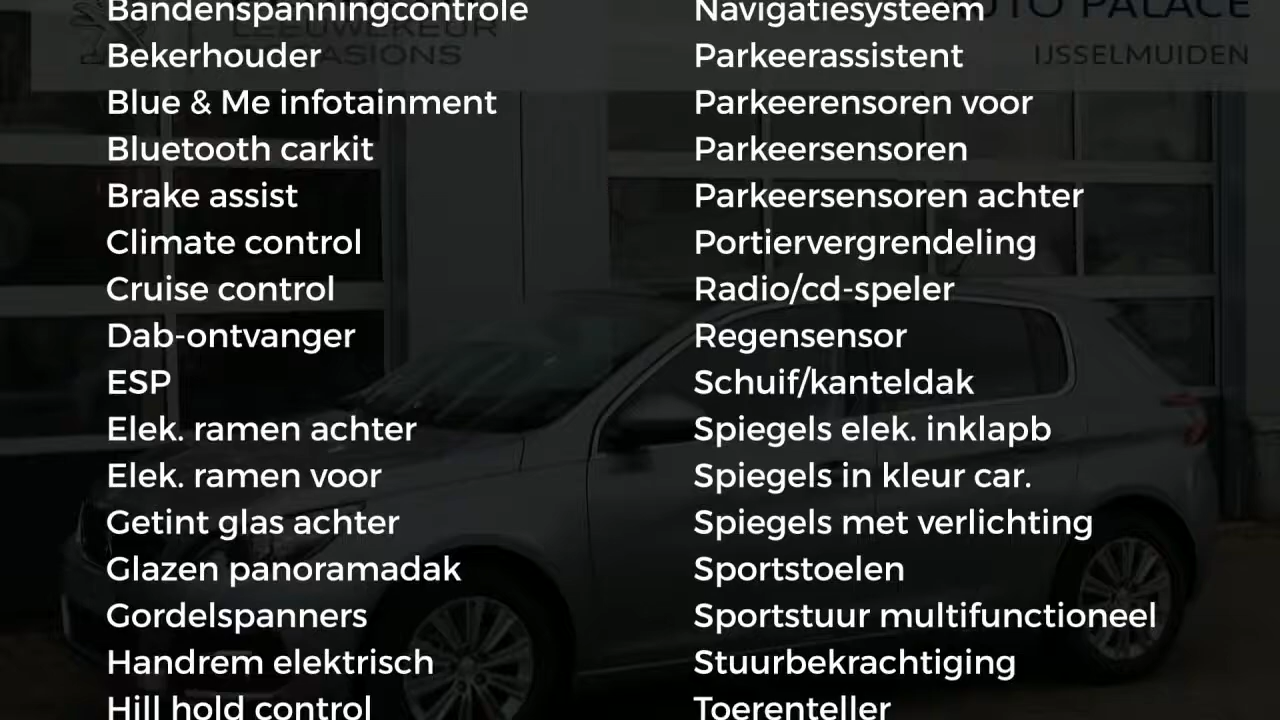 Bandenspanningcontrole
Bekerhouder
Blue & Me infotainment
Bluetooth carkit
Brake assist
Climate control
Cruise control
Dab-ontvanger
ESP
Elek. ramen achter
Elek. ramen voor
Getint glas achter
Glazen panoramadak
Gordelspanners
Handrem elektrisch
Hill hold control
Navigatiesysteem
Parkeerassistent
Parkeerensoren voor
Parkeersensoren
Parkeersensoren achter
Portiervergrendeling
Radio/cd-speler
Regensensor
Schuif/kanteldak
Spiegels elek. inklapb
Spiegels in kleur car.
Spiegels met verlichting
Sportstoelen
Sportstuur multifunctioneel
Stuurbekrachtiging
Toerenteller
LEEUWEKEUR
PALACE
IJSSELMUIDEN